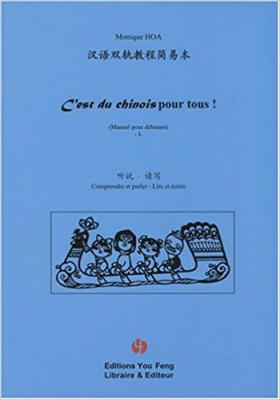 Monique HOA
汉语双轨教程简易本
C'est du chinois pour tous !
(Manuel pour débutant)
- I-
听说 - 读写
Comprendre et parler - Lire et écrire
Editions You Feng
Libraire & Editeur